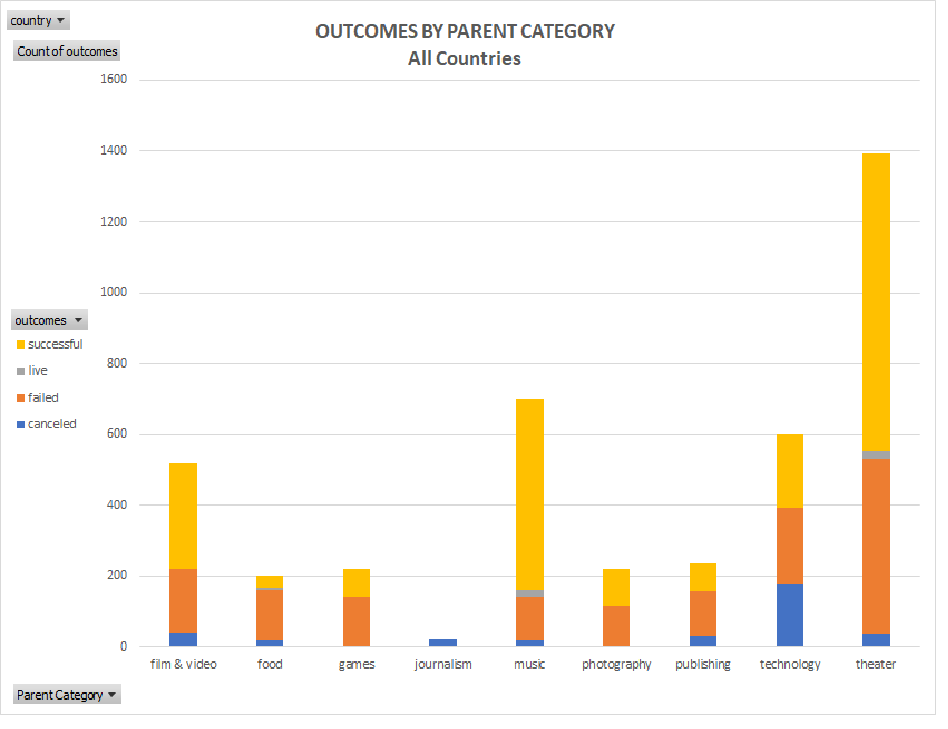 country
Count of outcomes
OUTCOMES BY PARENT CATEGORY
All Countries
1600
1400
1200
1000
800
600
400
200
0
outcomes
successful
live
failed
canceled
film & video food games journalism music photography publishing technology theater
Parent Category